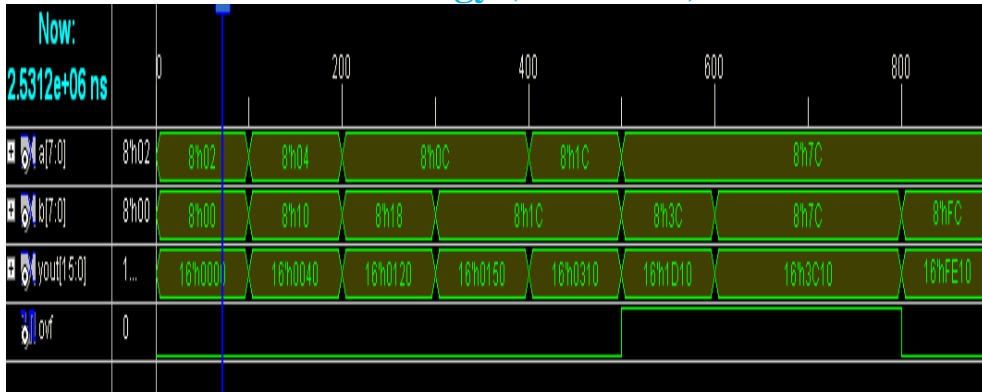 Now:
2.5312e+06 ns
0 200 400 600 800
a[7:0] 8'h02 8'h02 8'h04 8'h0C 8'h1C 8'h7C
b[7:0] 8'h00 8'h00 8'h10 8'h18 8'h1C 8'h3C 8'h7C 8'hFC
yout[15:0] 1... 16'h0000 16'h0040 16'h0120 16'h0150 16'h0310 16'h1D10 16'h3C10 16'hFE10
ovf 0